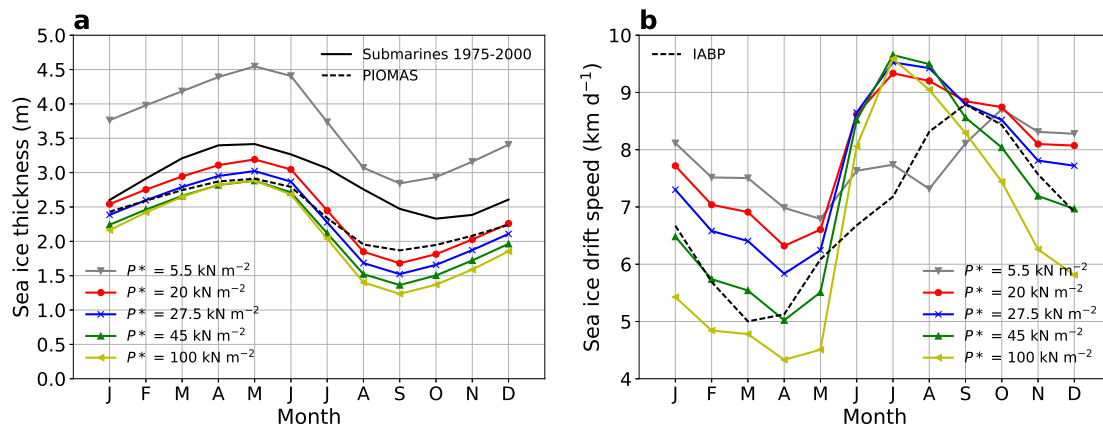 a
5.0
4.5
4.0
3.5
3.0
2.5
2.0
1.5
1.0
0.5
0.0
Sea ice thickness (m)
Submarines 1975-2000
PIOMAS
P* = 5.5 kN m⁻²
P* = 20 kN m⁻²
P* = 27.5 kN m⁻²
P* = 45 kN m⁻²
P* = 100 kN m⁻²
J F M A M J J A S O N D
Month
b
10
9
8
7
6
5
4
Sea ice drift speed (km d⁻¹)
IABP
P* = 5.5 kN m⁻²
P* = 20 kN m⁻²
P* = 27.5 kN m⁻²
P* = 45 kN m⁻²
P* = 100 kN m⁻²
J F M A M J J A S O N D
Month